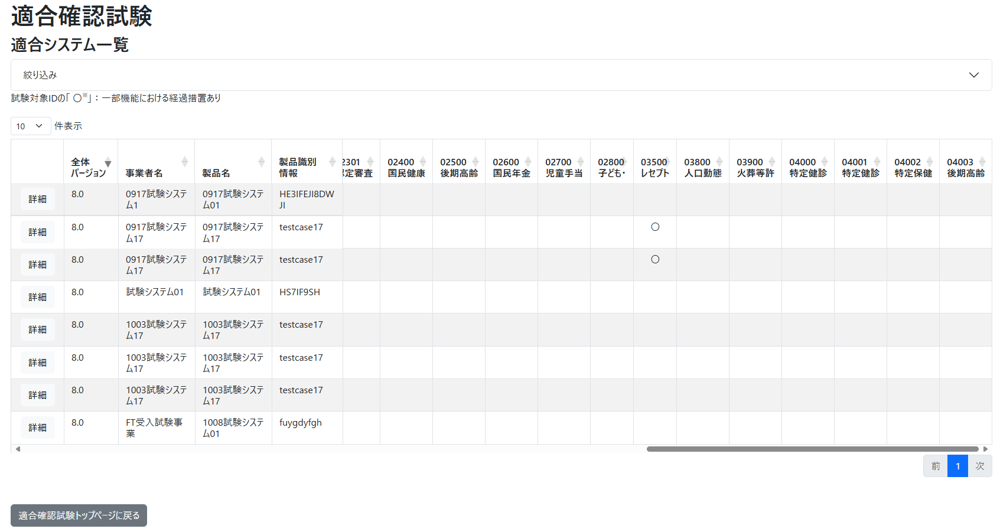 適合確認試験
適合システム一覧
絞り込み
試験対象IDの「 〇※」：一部機能における経過措置あり
10 件表示
全体バージョン 事業者名 製品名 製品識別情報 2301 定審査 02400 国民健康 02500 後期高齢 02600 国民年金 02700 児童手当 02800 子ども・ 03500 レセプト 03800 人口動態 03900 火葬等許 04000 特定健診 04001 特定健診 04002 特定保健 04003 後期高齢
詳細 8.0 0917試験システム1 0917試験システム01 HE3IFEJI8DWJI
詳細 8.0 0917試験システム17 0917試験システム17 testcase17 〇
詳細 8.0 0917試験システム17 0917試験システム17 testcase17 〇
詳細 8.0 試験システム01 試験システム01 HS7IF9SH
詳細 8.0 1003試験システム17 1003試験システム17 testcase17
詳細 8.0 1003試験システム17 1003試験システム17 testcase17
詳細 8.0 1003試験システム17 1003試験システム17 testcase17
詳細 8.0 FT受入試験事業 1008試験システム01 fuygdyfgh
前 1 次
適合確認試験トップページに戻る